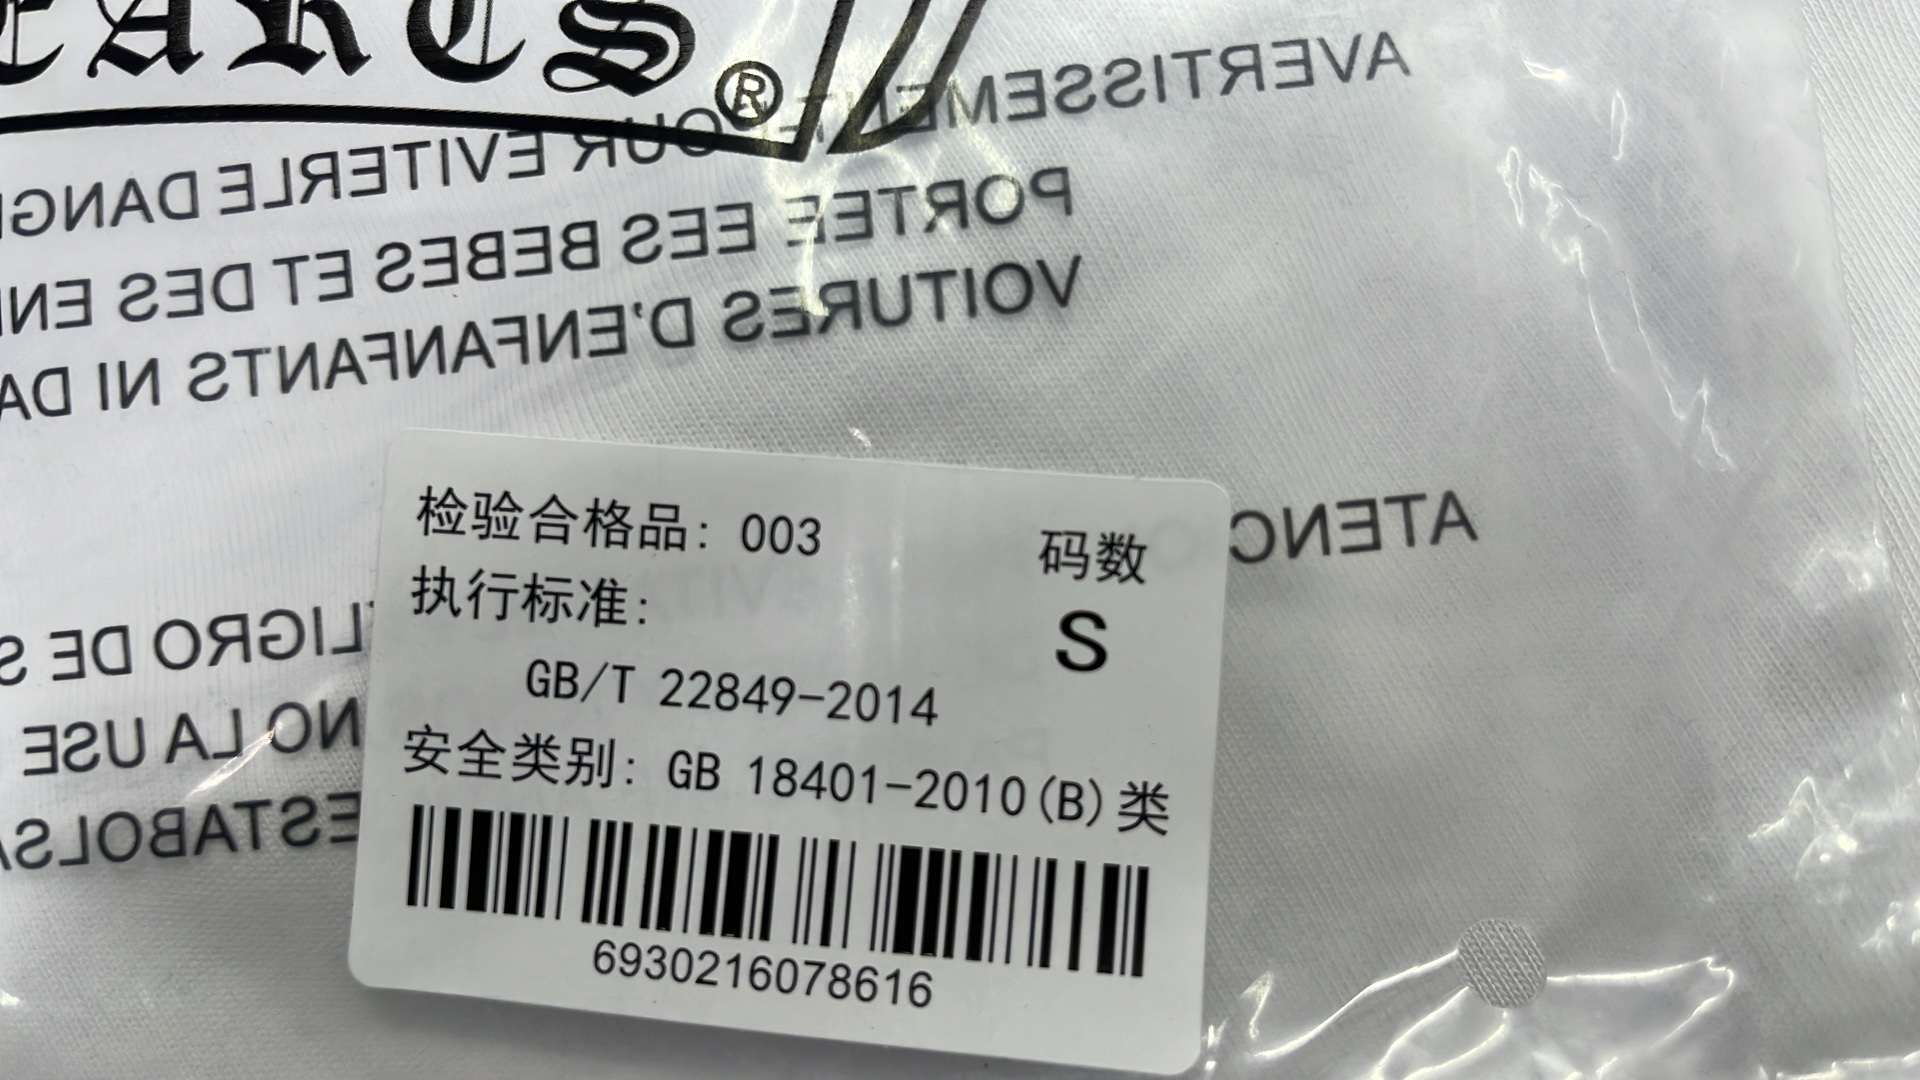 EARTS®
AVERTISSEMENT POUR EVITERLE DANG
PORTEE EES BEBES ET DES EN
VOITURES D'ENFANTS NI DA
ATENC
LIGRO DE S
NO LA USE
ESTABOLSA
检验合格品: 003
码数
执行标准:
S
GB/T 22849-2014
安全类别: GB 18401-2010(B)类
6930216078616